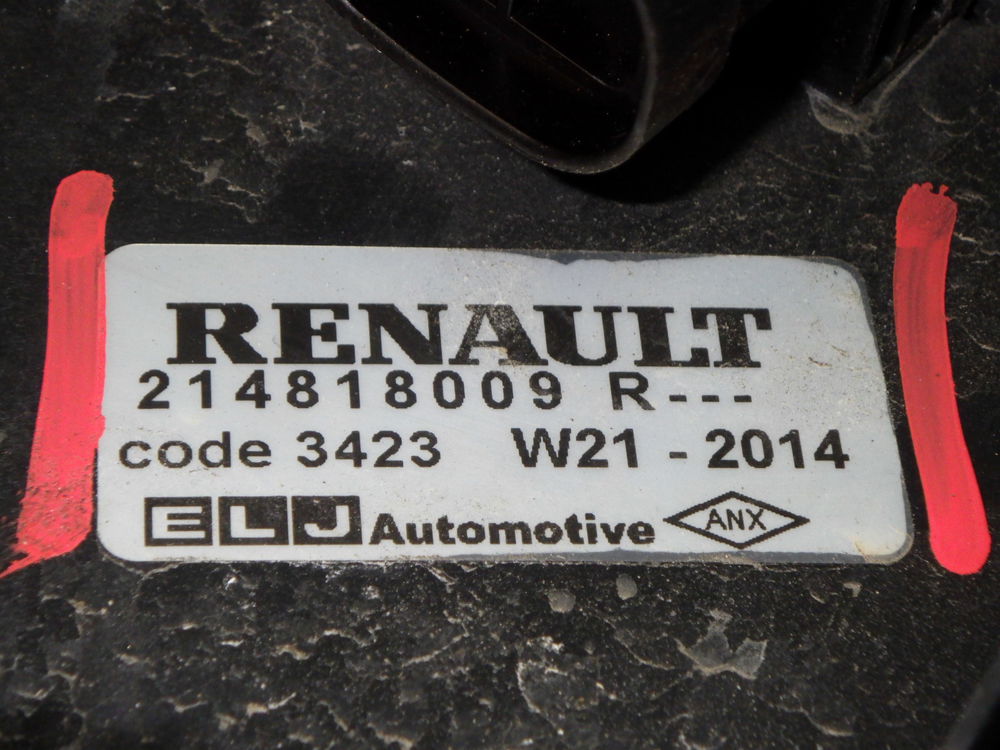 RENAULT
214818009 R---
code 3423 W21 - 2014
ELJ Automotive ANX